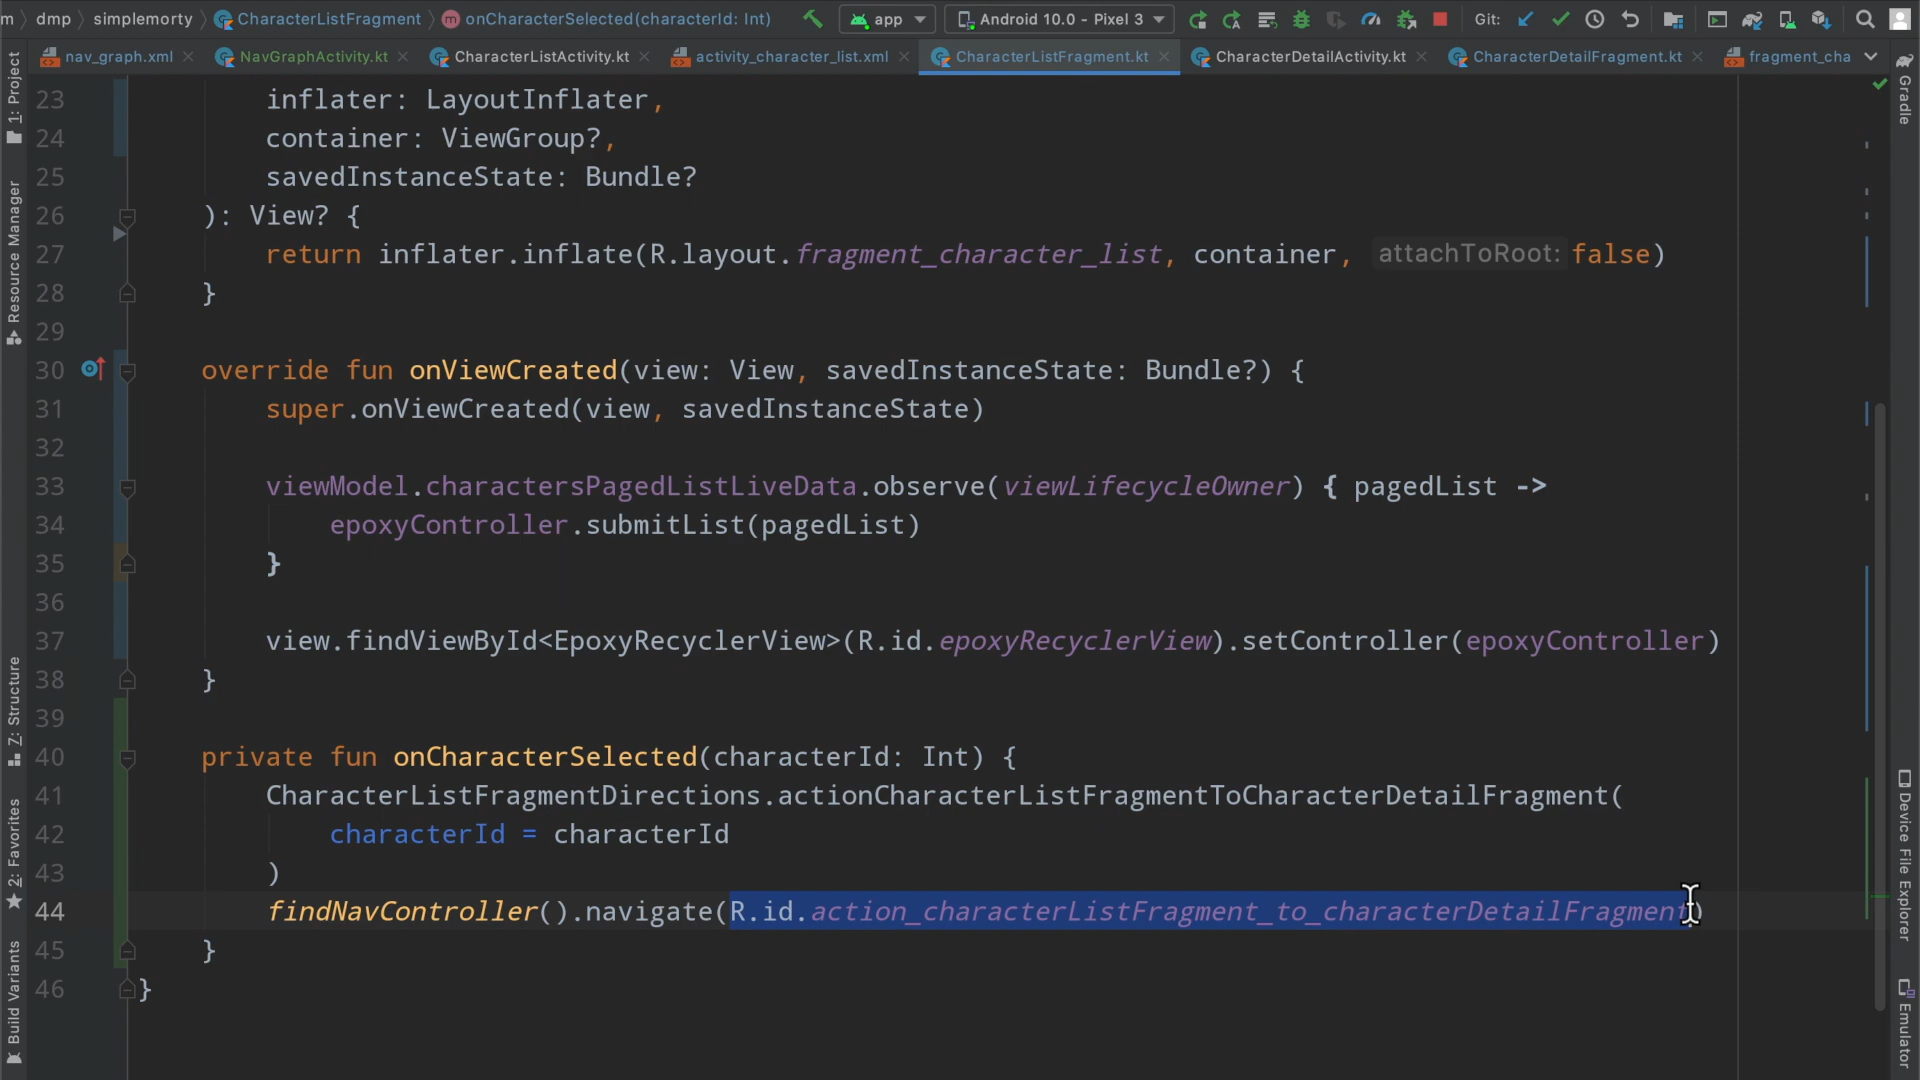 dmp simplemorty CharacterListFragment onCharacterSelected(characterId: Int) app Android 10.0 - Pixel 3 Git:
nav_graph.xml NavGraphActivity.kt CharacterListActivity.kt activity_character_list.xml CharacterListFragment.kt CharacterDetailActivity.kt CharacterDetailFragment.kt fragment_cha
1: Project
Resource Manager
Z: Structure
2: Favorites
Build Variants
23 inflater: LayoutInflater,
24 container: ViewGroup?,
25 savedInstanceState: Bundle?
26 ): View? {
27 return inflater.inflate(R.layout.fragment_character_list, container, attachToRoot: false)
28 }
29
30 override fun onViewCreated(view: View, savedInstanceState: Bundle?) {
31 super.onViewCreated(view, savedInstanceState)
32
33 viewModel.charactersPagedListLiveData.observe(viewLifecycleOwner) { pagedList ->
34 epoxyController.submitList(pagedList)
35 }
36
37 view.findViewById<EpoxyRecyclerView>(R.id.epoxyRecyclerView).setController(epoxyController)
38 }
39
40 private fun onCharacterSelected(characterId: Int) {
41 CharacterListFragmentDirections.actionCharacterListFragmentToCharacterDetailFragment(
42 characterId = characterId
43 )
44 findNavController().navigate(R.id.action_characterListFragment_to_characterDetailFragment)
45 }
46 }
Gradle
Device File Explorer
Emulator